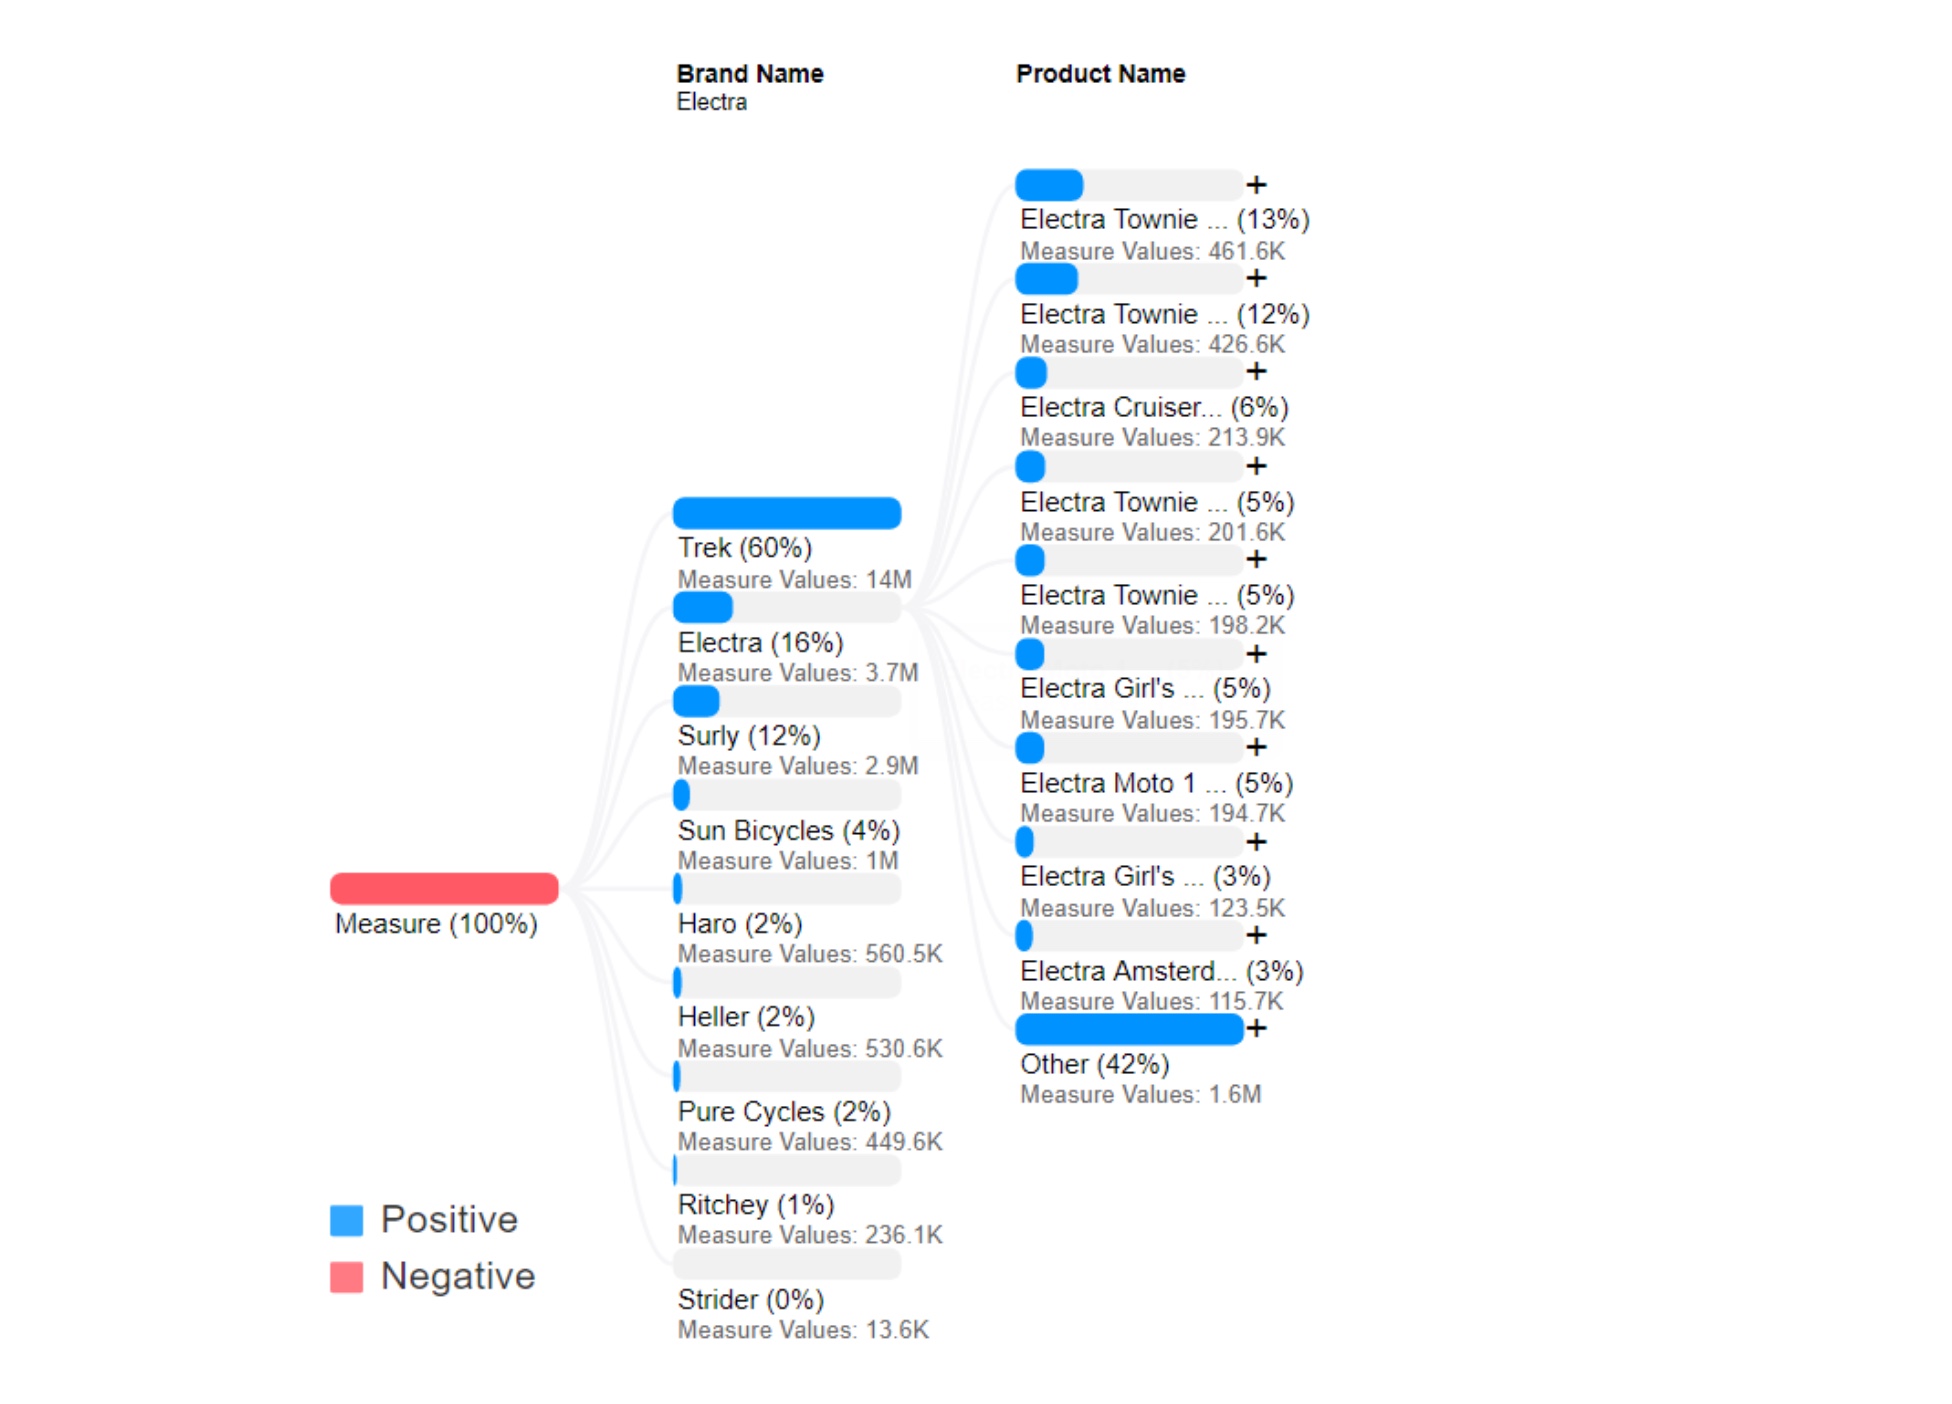 Brand Name
Electra
Product Name
Electra Townie ... (13%)
Measure Values: 461.6K
Electra Townie ... (12%)
Measure Values: 426.6K
Electra Cruiser... (6%)
Measure Values: 213.9K
Electra Townie ... (5%)
Measure Values: 201.6K
Electra Townie ... (5%)
Measure Values: 198.2K
Electra Girl's ... (5%)
Measure Values: 195.7K
Electra Moto 1 ... (5%)
Measure Values: 194.7K
Electra Girl's ... (3%)
Measure Values: 123.5K
Electra Amsterd... (3%)
Measure Values: 115.7K
Other (42%)
Measure Values: 1.6M
Trek (60%)
Measure Values: 14M
Electra (16%)
Measure Values: 3.7M
Surly (12%)
Measure Values: 2.9M
Sun Bicycles (4%)
Measure Values: 1M
Haro (2%)
Measure Values: 560.5K
Heller (2%)
Measure Values: 530.6K
Pure Cycles (2%)
Measure Values: 449.6K
Ritchey (1%)
Measure Values: 236.1K
Strider (0%)
Measure Values: 13.6K
Measure (100%)
Positive
Negative